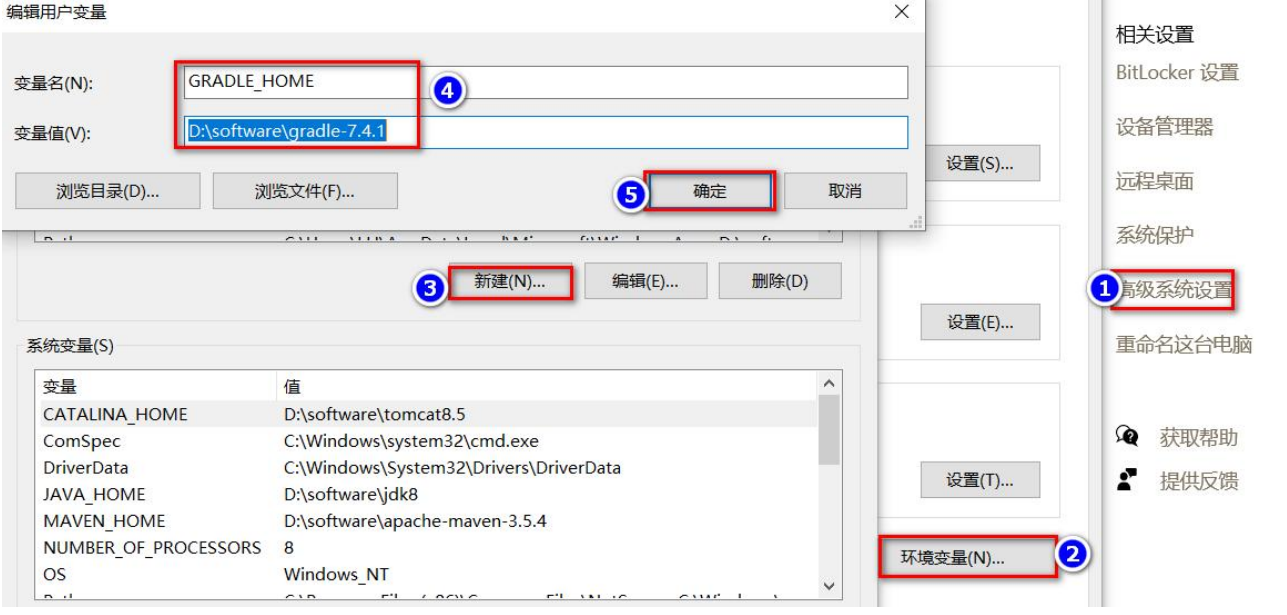 编辑用户变量
变量名(N):
GRADLE_HOME
4
变量值(V):
D:\software\gradle-7.4.1
浏览目录(D)...
浏览文件(F)...
5
确定
取消
3
新建(N)...
编辑(E)...
删除(D)
系统变量(S)
变量 值
CATALINA_HOME D:\software\tomcat8.5
ComSpec C:\Windows\system32\cmd.exe
DriverData C:\Windows\System32\Drivers\DriverData
JAVA_HOME D:\software\jdk8
MAVEN_HOME D:\software\apache-maven-3.5.4
NUMBER_OF_PROCESSORS 8
OS Windows_NT
设置(S)...
设置(E)...
设置(T)...
环境变量(N)...
2
相关设置
BitLocker 设置
设备管理器
远程桌面
系统保护
1
高级系统设置
重命名这台电脑
获取帮助
提供反馈